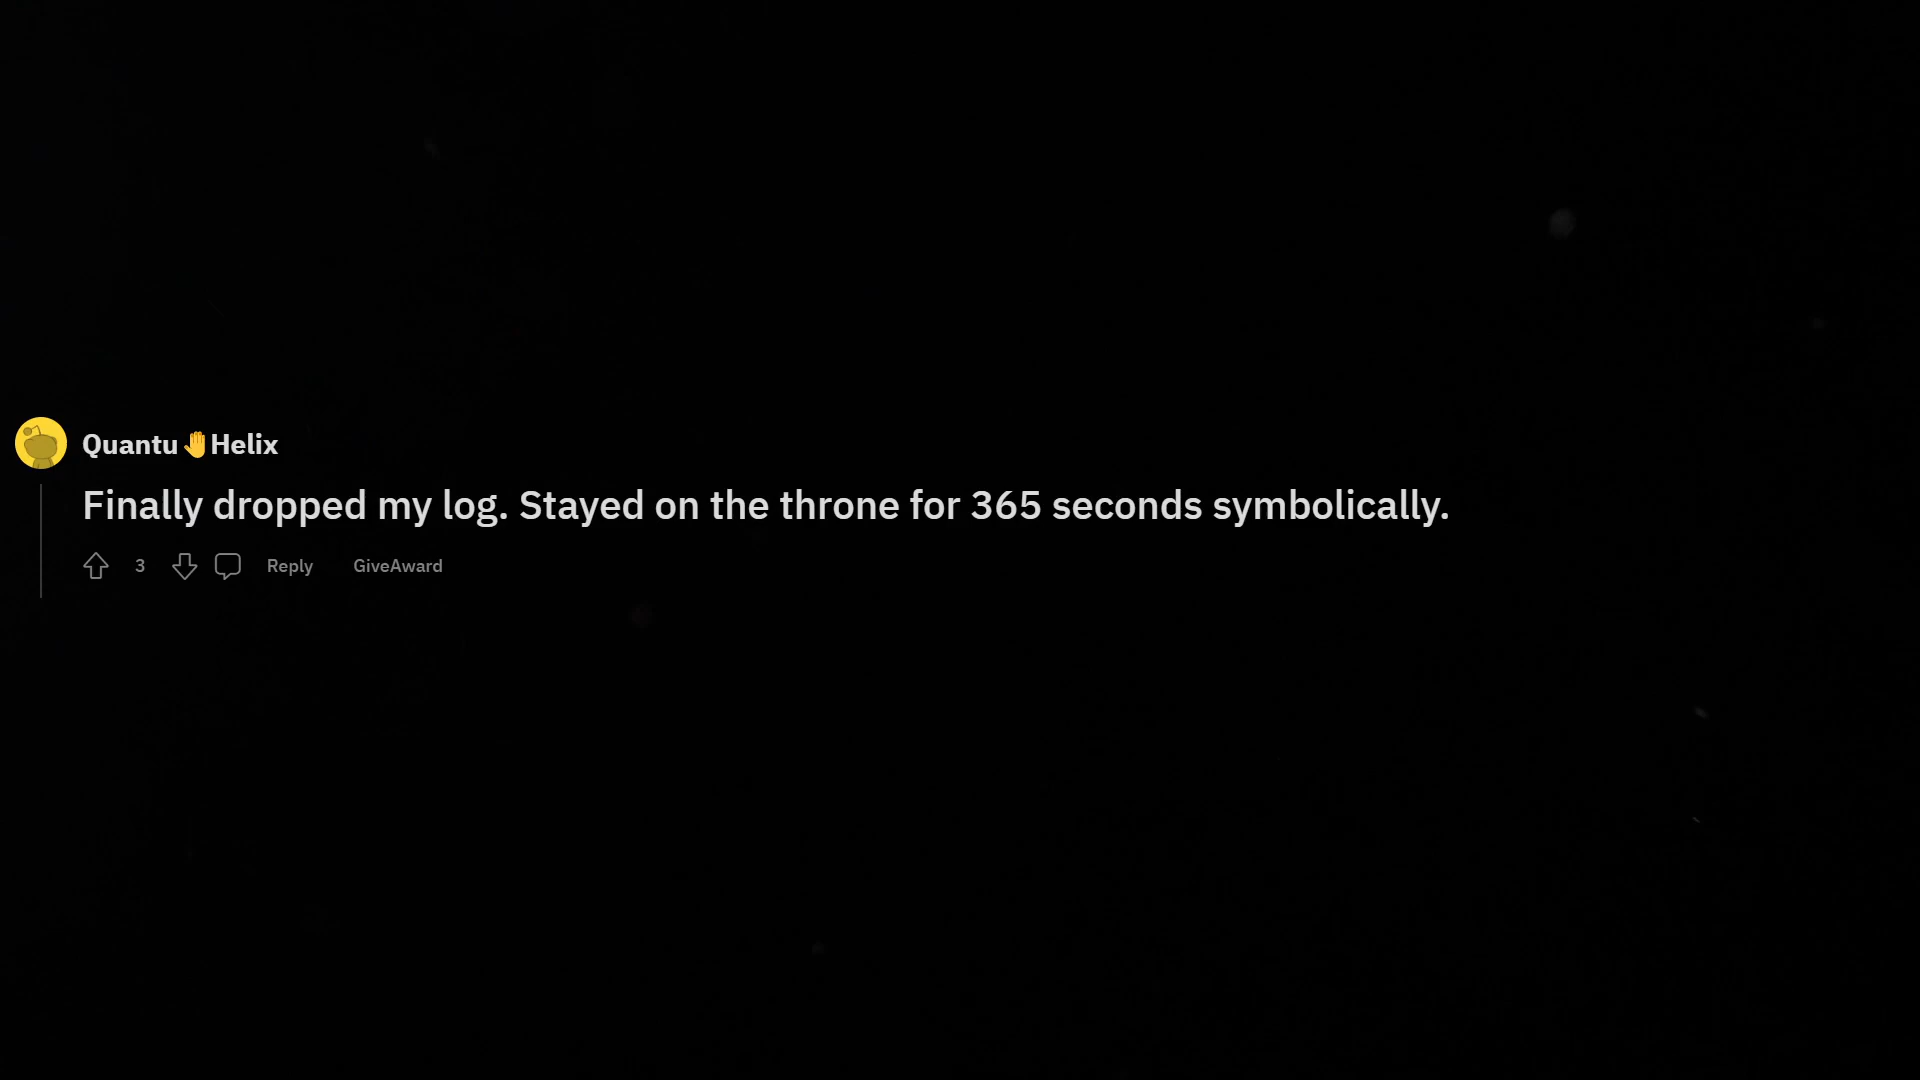 Quantu🤚Helix
Finally dropped my log. Stayed on the throne for 365 seconds symbolically.
3 Reply GiveAward